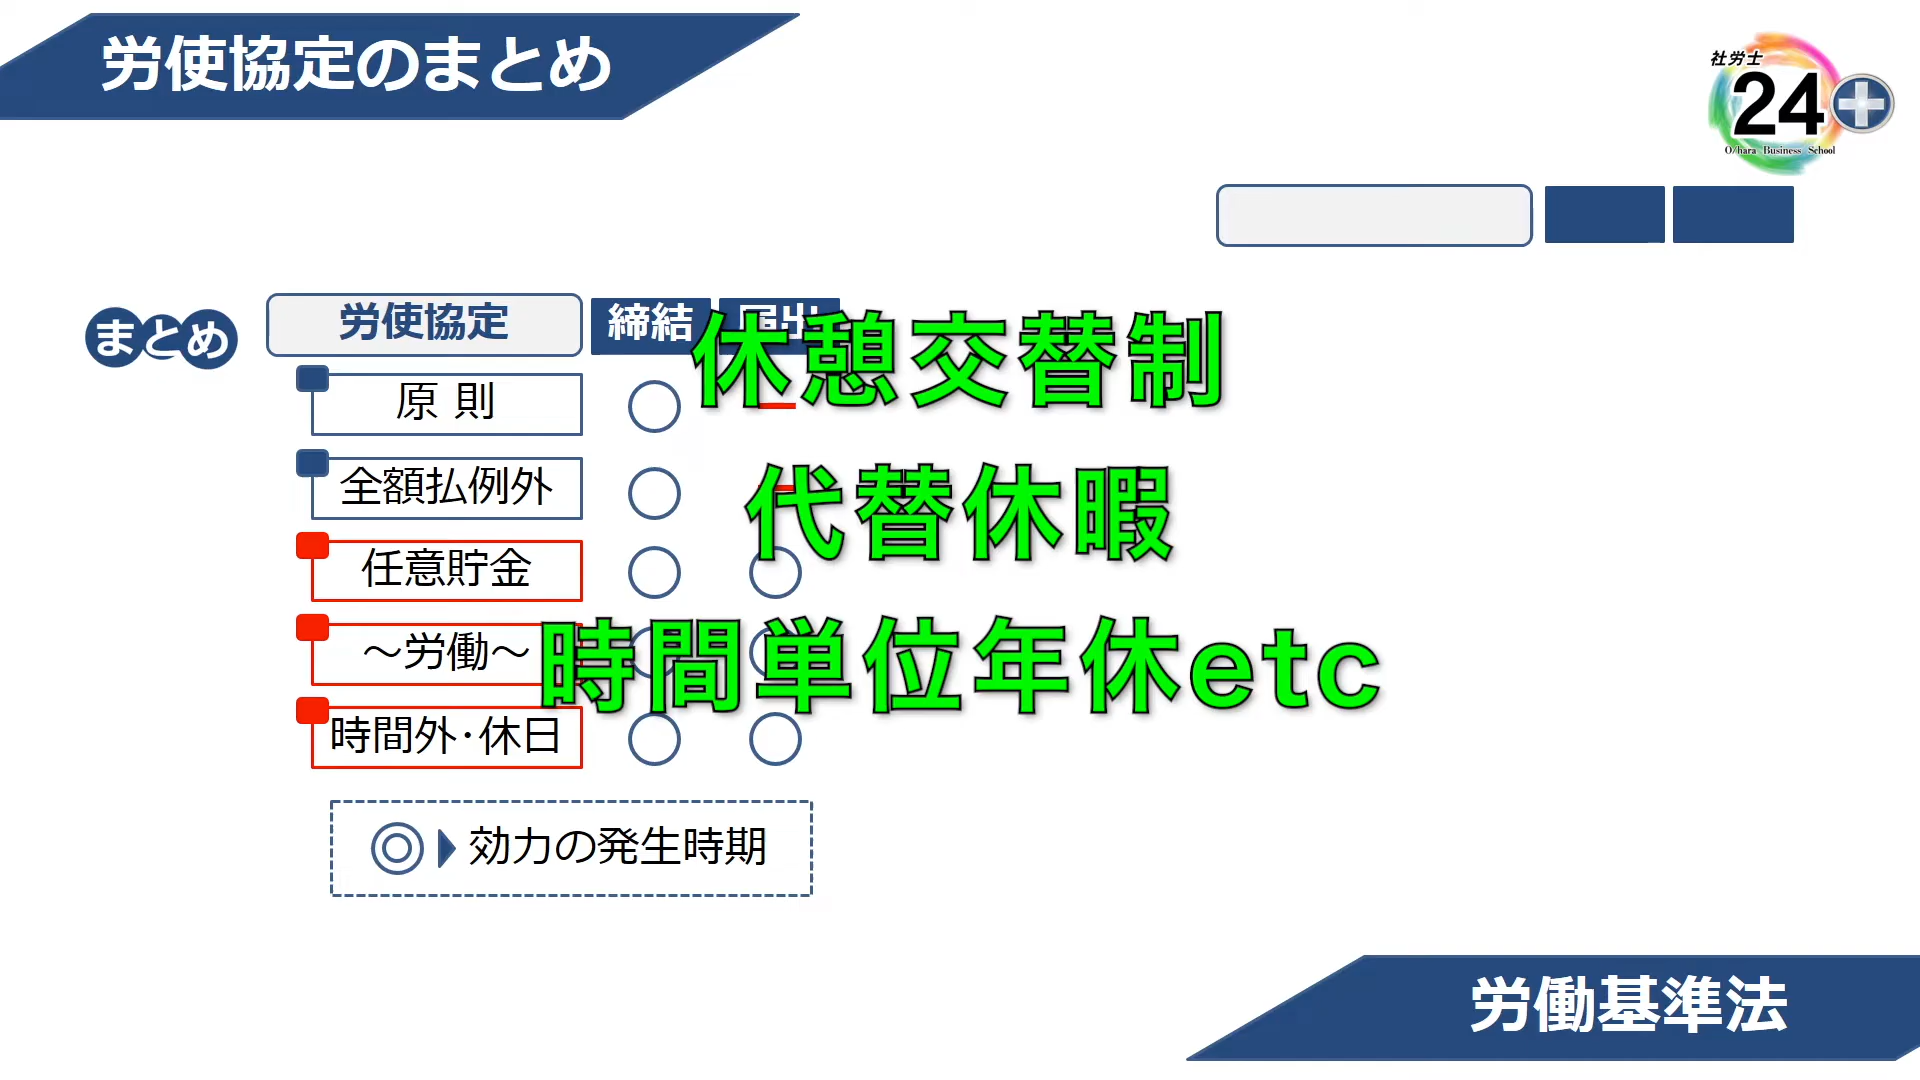 労使協定のまとめ
社労士
24
O-hara Business School
まとめ
労使協定
締結
届出
原則
全額払例外
任意貯金
～労働～
時間外・休日
休憩交替制
代替休暇
時間単位年休etc
効力の発生時期
労働基準法